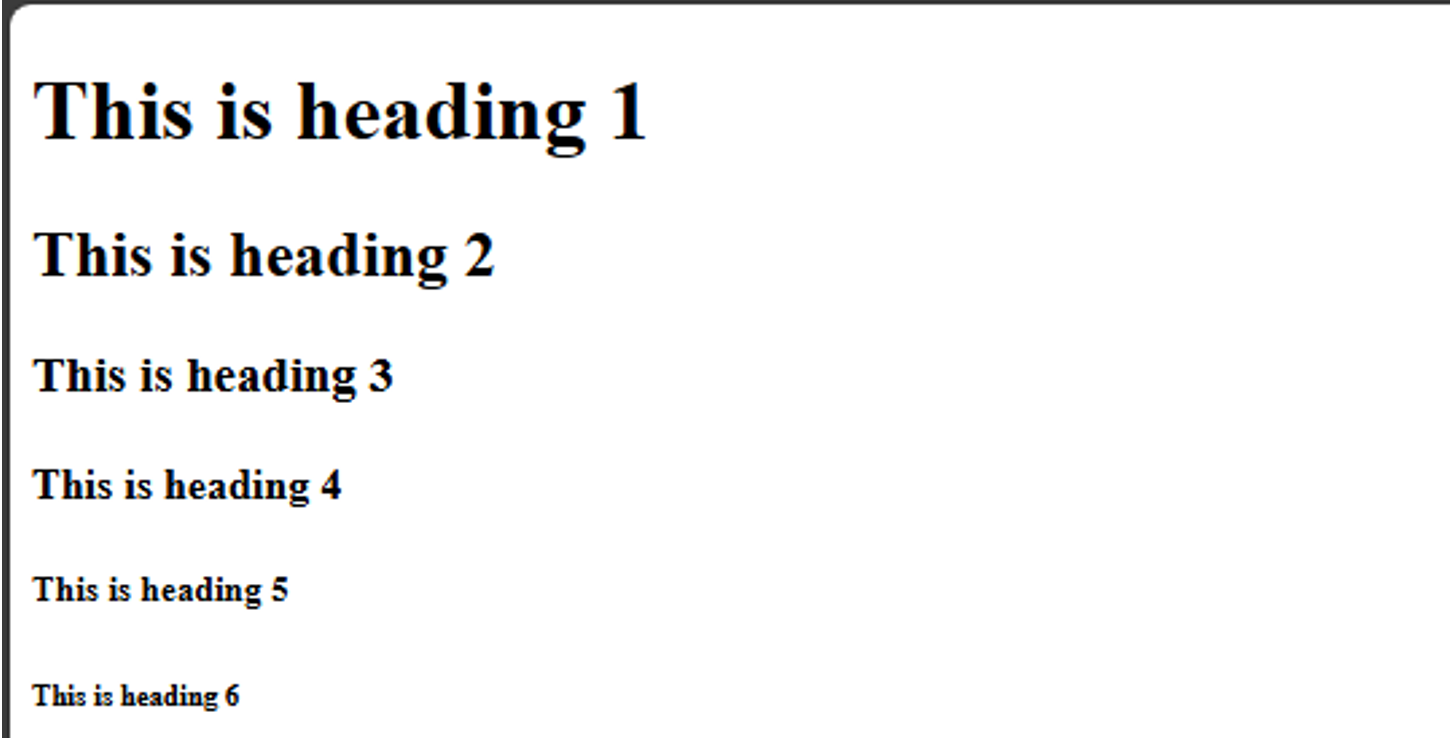 This is heading 1
This is heading 2
This is heading 3
This is heading 4
This is heading 5
This is heading 6